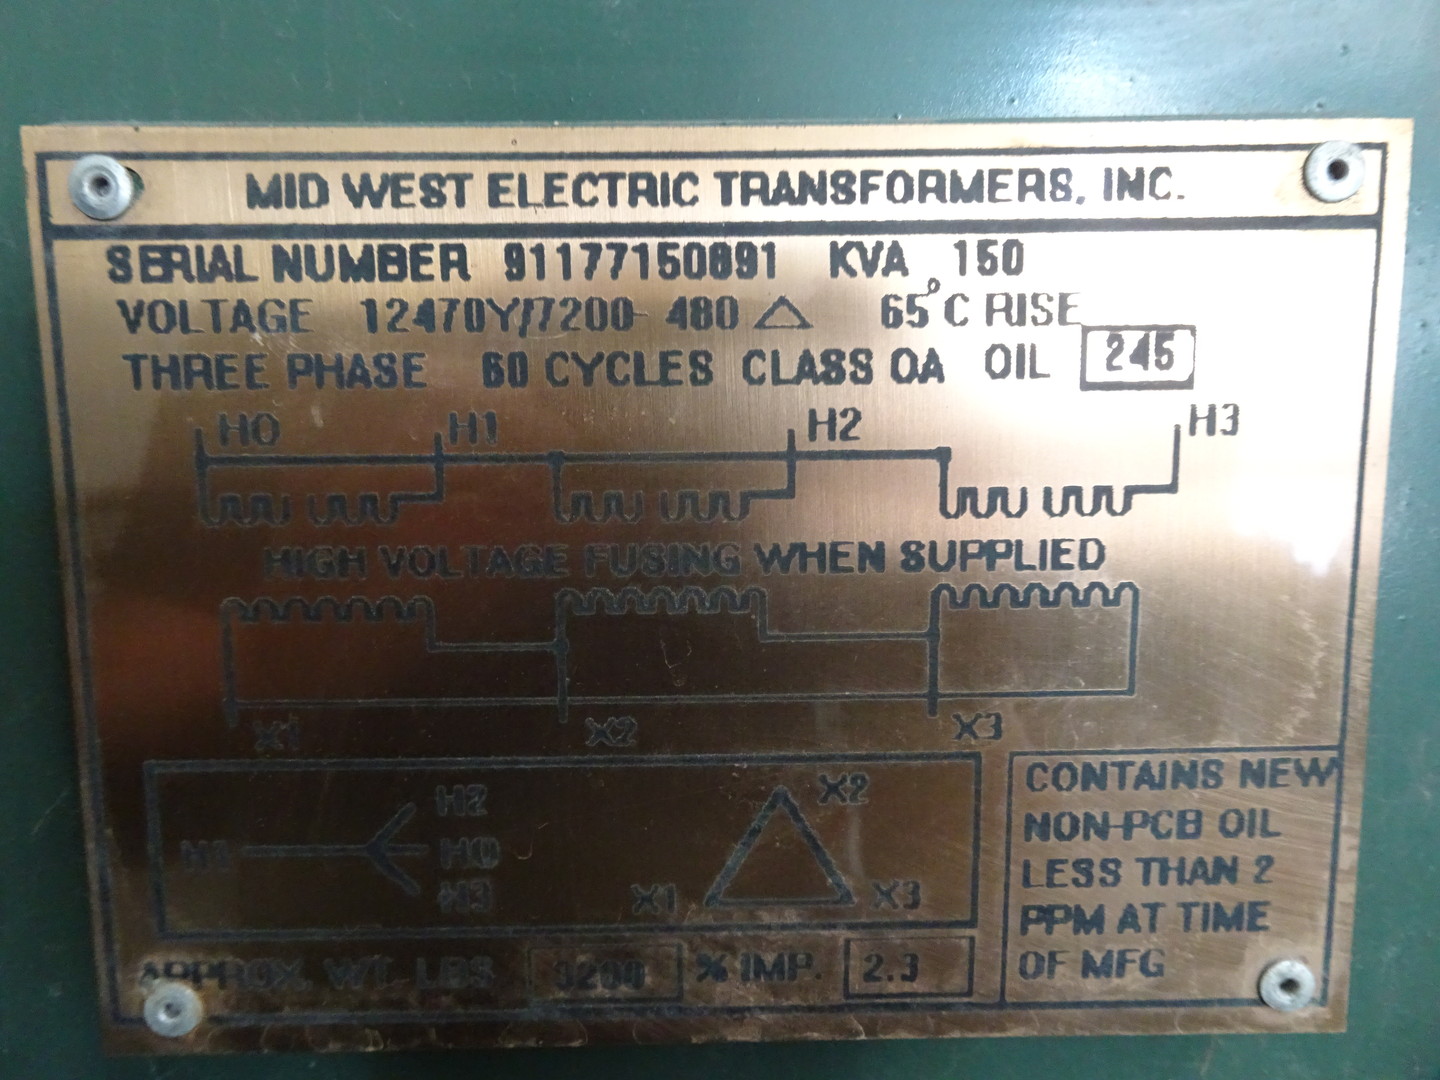 MID WEST ELECTRIC TRANSFORMERS, INC.
SERIAL NUMBER 91177150891 KVA 150
VOLTAGE 12470Y/7200- 480 △ 65°C RISE
THREE PHASE 60 CYCLES CLASS OA OIL 245
H0 H1 H2 H3
HIGH VOLTAGE FUSING WHEN SUPPLIED
X1 X2 X3
H2
H1 H0
H3
X2
X1 X3
CONTAINS NEW
NON-PCB OIL
LESS THAN 2
PPM AT TIME
OF MFG
APPROX. WT. LBS % IMP. 2.3